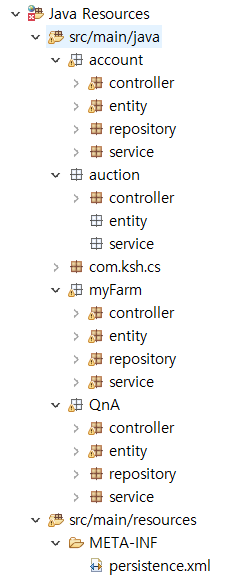 Java Resources
src/main/java
account
controller
entity
repository
service
auction
controller
entity
service
com.ksh.cs
myFarm
controller
entity
repository
service
QnA
controller
entity
repository
service
src/main/resources
META-INF
persistence.xml